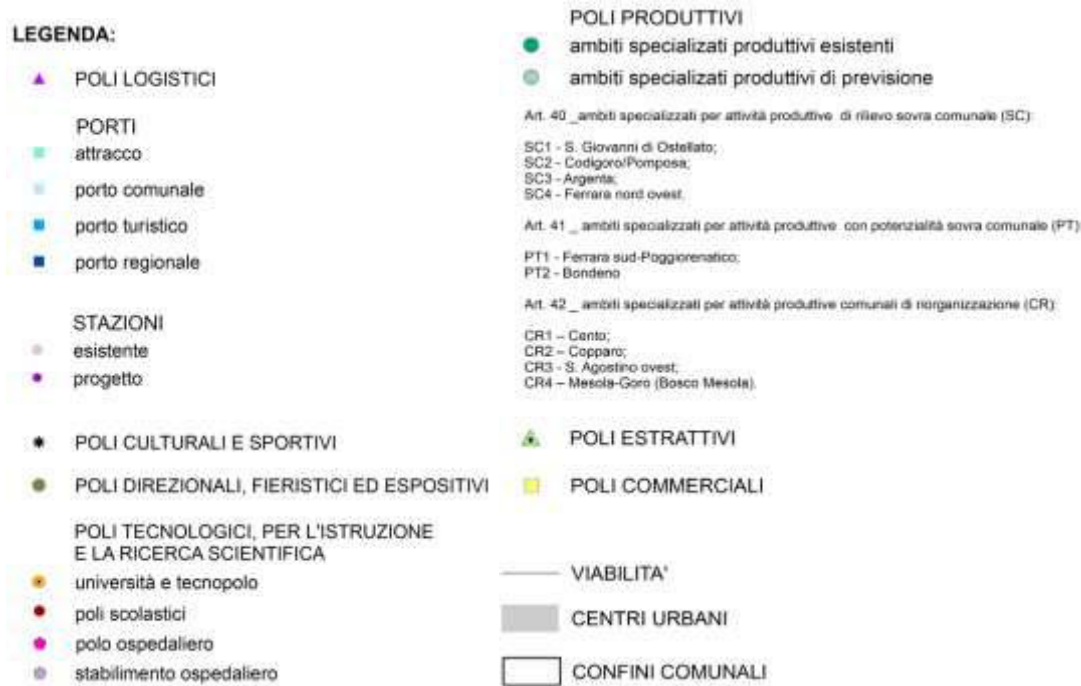 LEGENDA:
POLI LOGISTICI
PORTI
attracco
porto comunale
porto turistico
porto regionale
STAZIONI
esistente
progetto
POLI CULTURALI E SPORTIVI
POLI DIREZIONALI, FIERISTICI ED ESPOSITIVI
POLI TECNOLOGICI, PER L'ISTRUZIONE
E LA RICERCA SCIENTIFICA
università e tecnopolo
poli scolastici
polo ospedaliero
stabilimento ospedaliero
POLI PRODUTTIVI
ambiti specializzati produttivi esistenti
ambiti specializzati produttivi di previsione
Art. 40 _ambiti specializzati per attività produttive di rilievo sovra comunale (SC):
SC1 - S. Giovanni di Ostellato;
SC2 - Codigoro/Pomposa;
SC3 - Argenta;
SC4 - Ferrara nord ovest.
Art. 41 _ ambiti specializzati per attività produttive con potenzialità sovra comunale (PT)
PT1 - Ferrara sud-Poggiorenatico;
PT2 - Bondeno
Art. 42 _ ambiti specializzati per attività produttive comunali di riorganizzazione (CR):
CR1 – Cento;
CR2 – Copparo;
CR3 - S. Agostino ovest;
CR4 – Mesola-Goro (Bosco Mesola).
POLI ESTRATTIVI
POLI COMMERCIALI
VIABILITA'
CENTRI URBANI
CONFINI COMUNALI